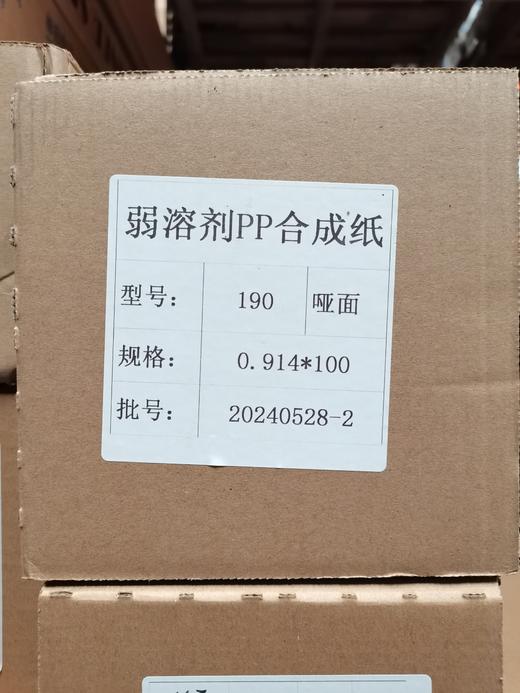 弱溶剂PP合成纸
型号： 190 哑面
规格： 0.914*100
批号： 20240528-2